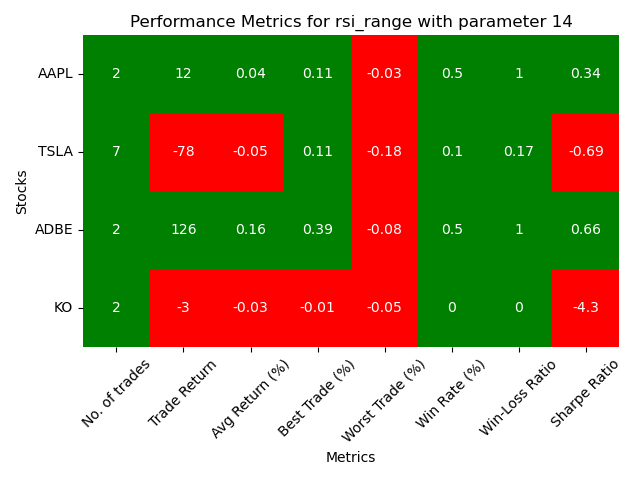 Performance Metrics for rsi_range with parameter 14
Stocks
AAPL 2 12 0.04 0.11 -0.03 0.5 1 0.34
TSLA 7 -78 -0.05 0.11 -0.18 0.1 0.17 -0.69
ADBE 2 126 0.16 0.39 -0.08 0.5 1 0.66
KO 2 -3 -0.03 -0.01 -0.05 0 0 -4.3
No. of trades Trade Return Avg Return (%) Best Trade (%) Worst Trade (%) Win Rate (%) Win-Loss Ratio Sharpe Ratio
Metrics